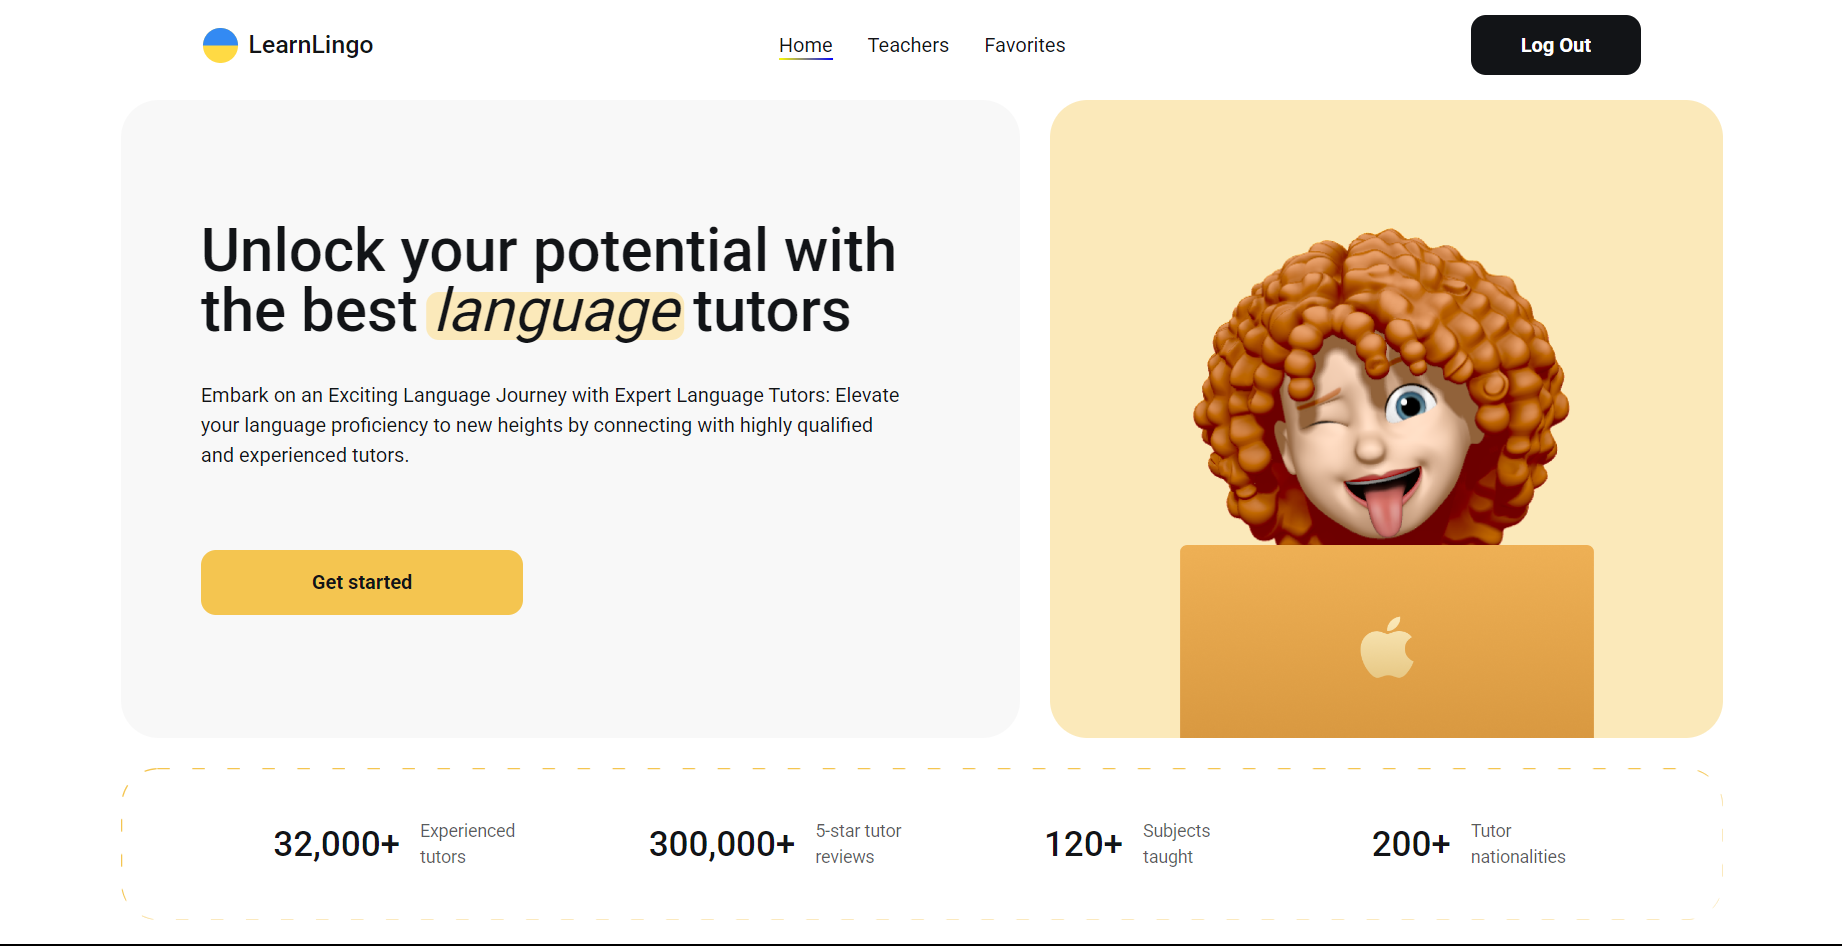 LearnLingo
Home
Teachers
Favorites
Log Out
Unlock your potential with
the best language tutors
Embark on an Exciting Language Journey with Expert Language Tutors: Elevate
your language proficiency to new heights by connecting with highly qualified
and experienced tutors.
Get started
32,000+
Experienced
tutors
300,000+
5-star tutor
reviews
120+
Subjects
taught
200+
Tutor
nationalities